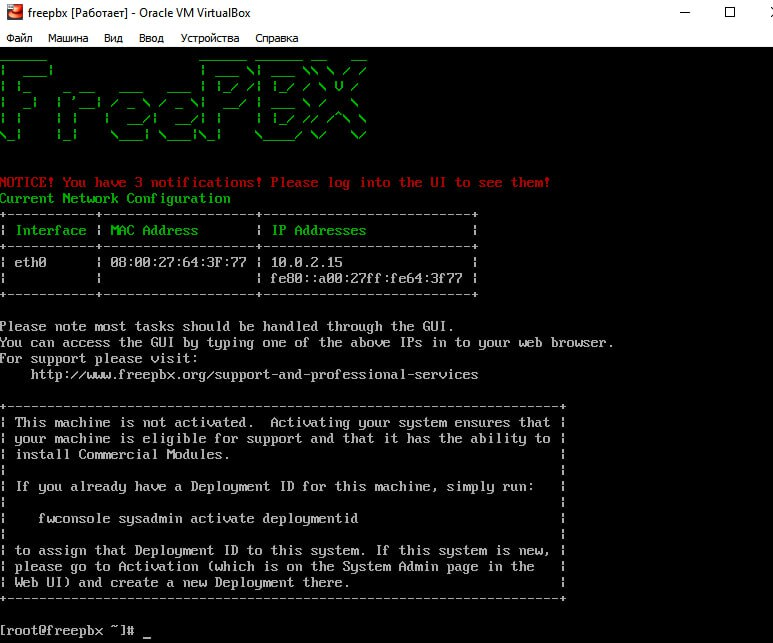 freepbx [Работает] - Oracle VM VirtualBox
Файл Машина Вид Ввод Устройства Справка
FreePBX
NOTICE! You have 3 notifications! Please log into the UI to see them!
Current Network Configuration
Interface MAC Address IP Addresses
eth0 08:00:27:64:3F:77 10.0.2.15
fe80::a00:27ff:fe64:3f77
Please note most tasks should be handled through the GUI.
You can access the GUI by typing one of the above IPs in to your web browser.
For support please visit:
http://www.freepbx.org/support-and-professional-services
This machine is not activated.  Activating your system ensures that
your machine is eligible for support and that it has the ability to
install Commercial Modules.
If you already have a Deployment ID for this machine, simply run:
fwconsole sysadmin activate deploymentid
to assign that Deployment ID to this system. If this system is new,
please go to Activation (which is on the System Admin page in the
Web UI) and create a new Deployment there.
[root@freepbx ~]# _